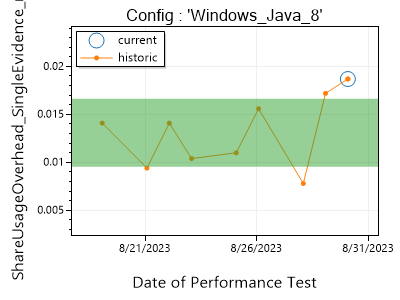 Config : 'Windows_Java_8'
current
historic
0.02
0.015
0.01
0.005
8/21/2023
8/26/2023
8/31/2023
Date of Performance Test
ShareUsageOverhead_SingleEvidence_